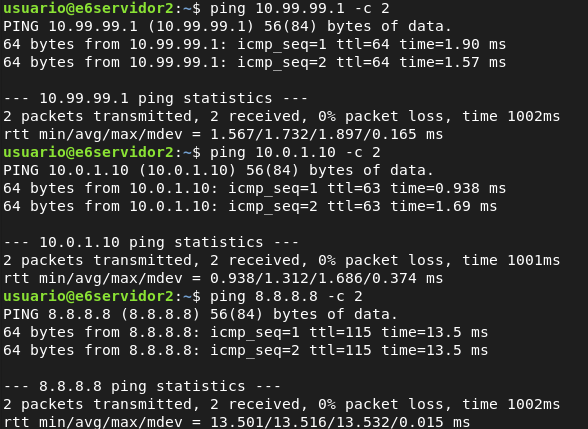 usuario@e6servidor2:~$ ping 10.99.99.1 -c 2
PING 10.99.99.1 (10.99.99.1) 56(84) bytes of data.
64 bytes from 10.99.99.1: icmp_seq=1 ttl=64 time=1.90 ms
64 bytes from 10.99.99.1: icmp_seq=2 ttl=64 time=1.57 ms

--- 10.99.99.1 ping statistics ---
2 packets transmitted, 2 received, 0% packet loss, time 1002ms
rtt min/avg/max/mdev = 1.567/1.732/1.897/0.165 ms
usuario@e6servidor2:~$ ping 10.0.1.10 -c 2
PING 10.0.1.10 (10.0.1.10) 56(84) bytes of data.
64 bytes from 10.0.1.10: icmp_seq=1 ttl=63 time=0.938 ms
64 bytes from 10.0.1.10: icmp_seq=2 ttl=63 time=1.69 ms

--- 10.0.1.10 ping statistics ---
2 packets transmitted, 2 received, 0% packet loss, time 1001ms
rtt min/avg/max/mdev = 0.938/1.312/1.686/0.374 ms
usuario@e6servidor2:~$ ping 8.8.8.8 -c 2
PING 8.8.8.8 (8.8.8.8) 56(84) bytes of data.
64 bytes from 8.8.8.8: icmp_seq=1 ttl=115 time=13.5 ms
64 bytes from 8.8.8.8: icmp_seq=2 ttl=115 time=13.5 ms

--- 8.8.8.8 ping statistics ---
2 packets transmitted, 2 received, 0% packet loss, time 1002ms
rtt min/avg/max/mdev = 13.501/13.516/13.532/0.015 ms